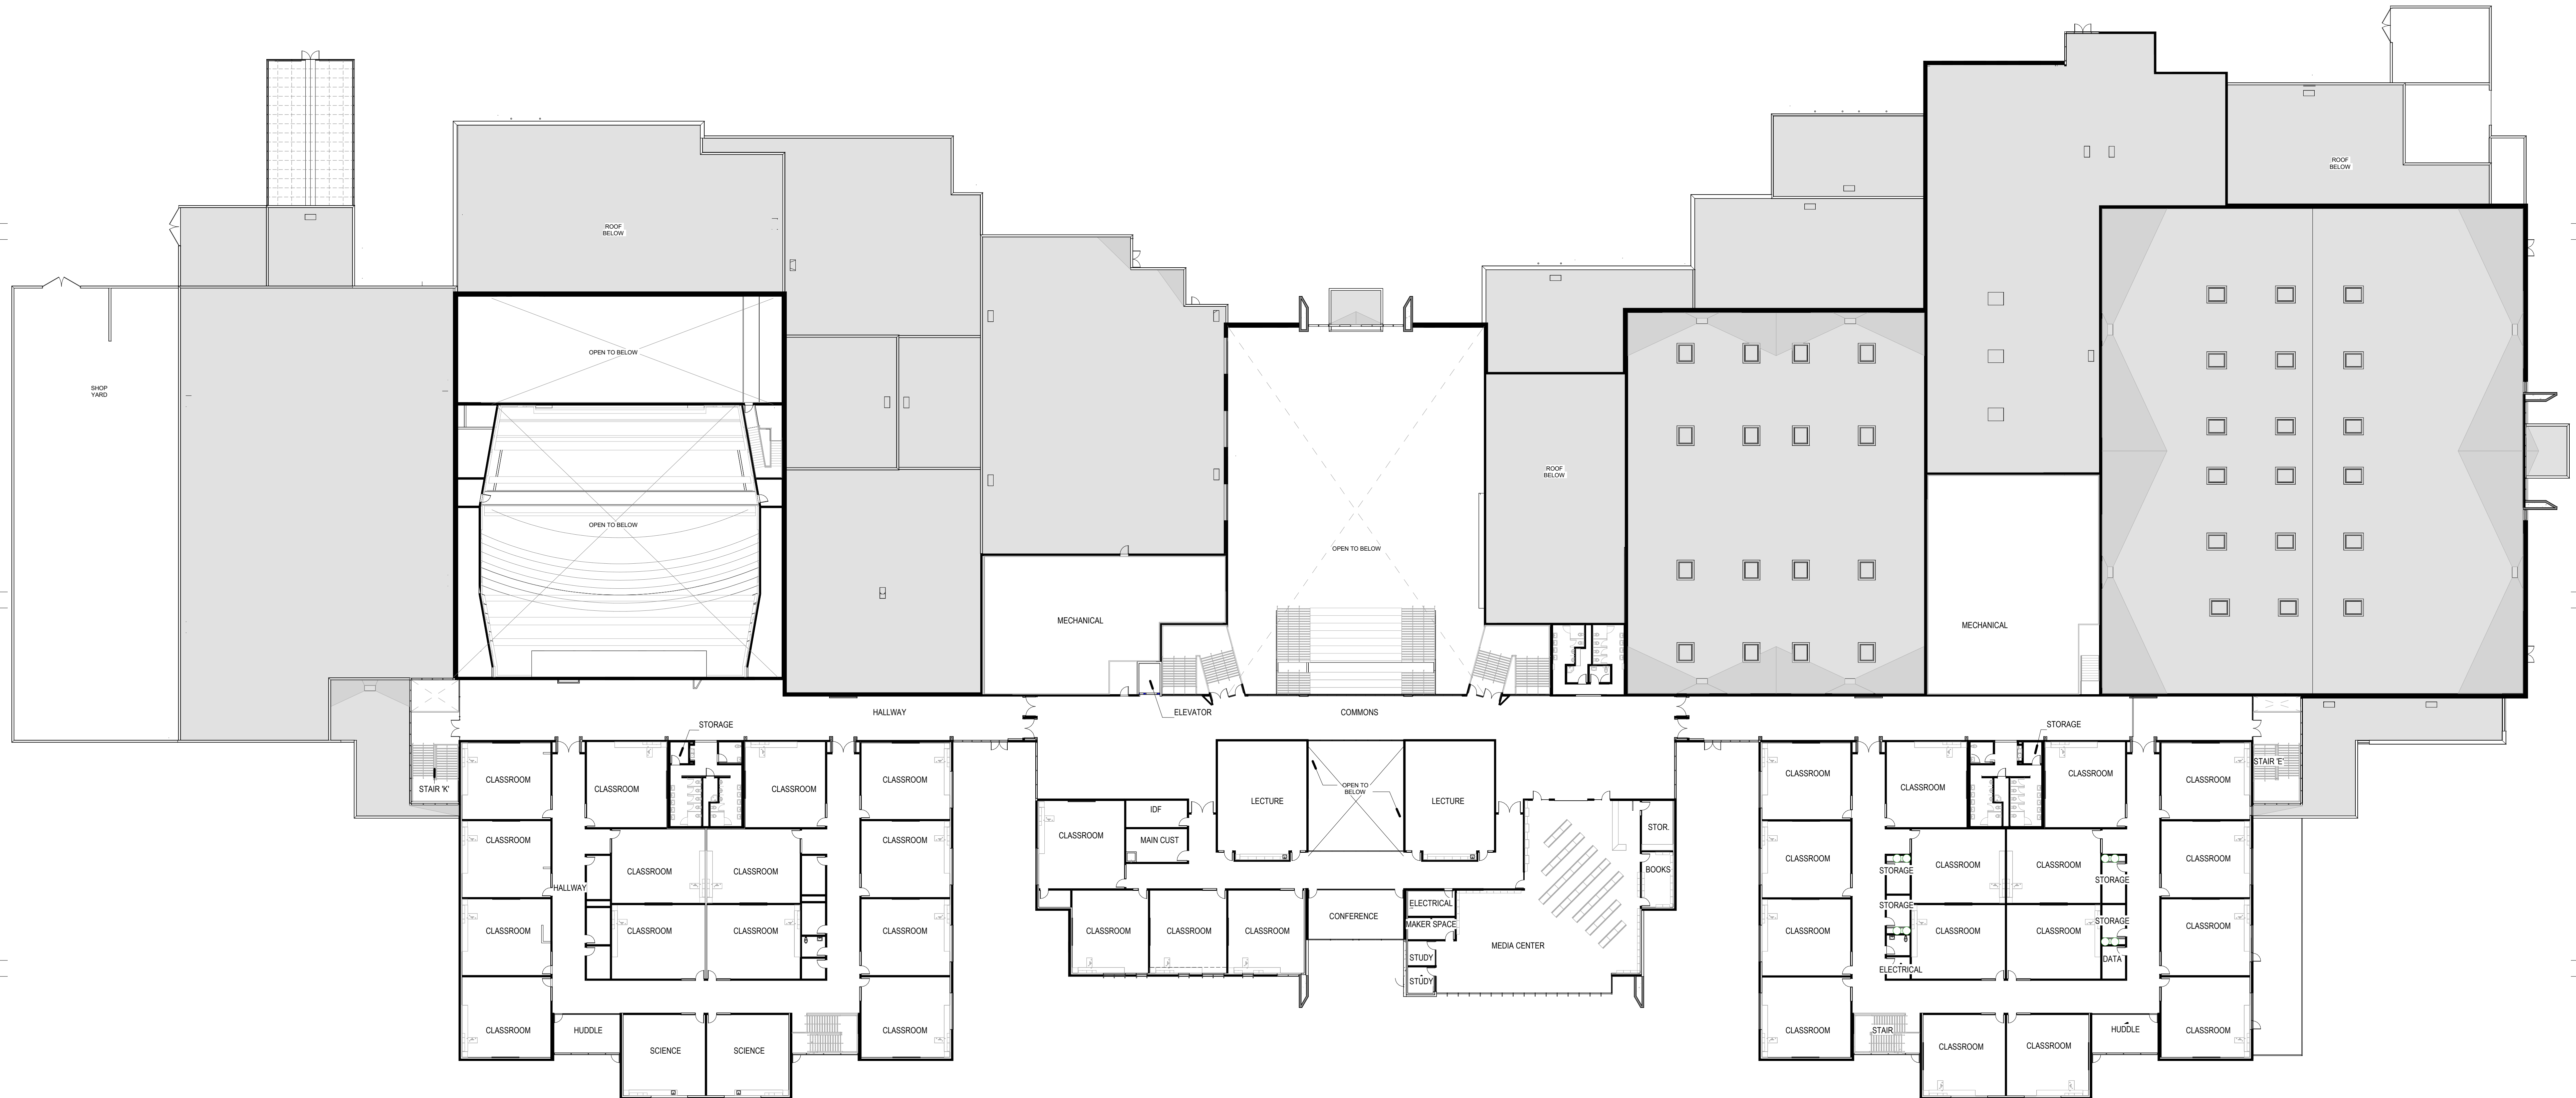 ROOF
BELOW
ROOF
BELOW
OPEN TO BELOW
SHOP
YARD
ROOF
BELOW
OPEN TO BELOW
OPEN TO BELOW
MECHANICAL
MECHANICAL
HALLWAY
ELEVATOR
COMMONS
STORAGE
STORAGE
STAIR 'K'
CLASSROOM
CLASSROOM
CLASSROOM
CLASSROOM
LECTURE
OPEN TO
BELOW
LECTURE
CLASSROOM
CLASSROOM
CLASSROOM
CLASSROOM
STAIR 'E'
IDF
CLASSROOM
MAIN CUST
STOR.
BOOKS
CLASSROOM
CLASSROOM
CLASSROOM
CLASSROOM
CLASSROOM
CLASSROOM
CLASSROOM
CLASSROOM
HALLWAY
STORAGE
STORAGE
STORAGE
STORAGE
CLASSROOM
CLASSROOM
CLASSROOM
CLASSROOM
CLASSROOM
CLASSROOM
CLASSROOM
CONFERENCE
ELECTRICAL
MAKER SPACE
MEDIA CENTER
STUDY
STUDY
CLASSROOM
CLASSROOM
CLASSROOM
CLASSROOM
DATA
ELECTRICAL
CLASSROOM
HUDDLE
SCIENCE
SCIENCE
CLASSROOM
CLASSROOM
STAIR
CLASSROOM
CLASSROOM
HUDDLE
CLASSROOM